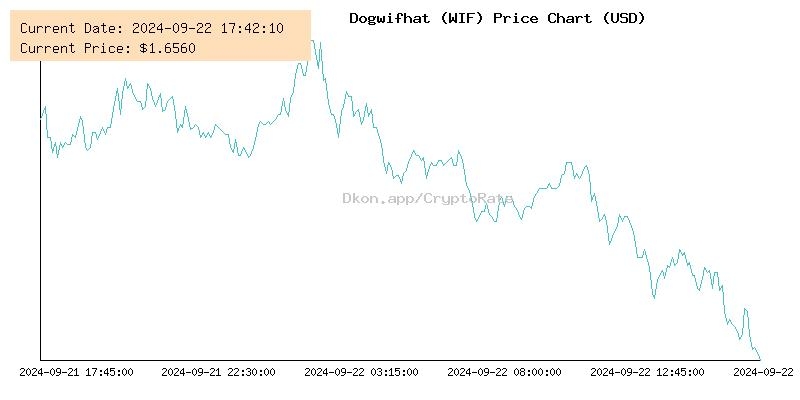 Dogwifhat (WIF) Price Chart (USD)
Current Date: 2024-09-22 17:42:10
Current Price: $1.6560
Dkon.app/CryptoRate
2024-09-21 17:45:00 2024-09-21 22:30:00 2024-09-22 03:15:00 2024-09-22 08:00:00 2024-09-22 12:45:00 2024-09-22